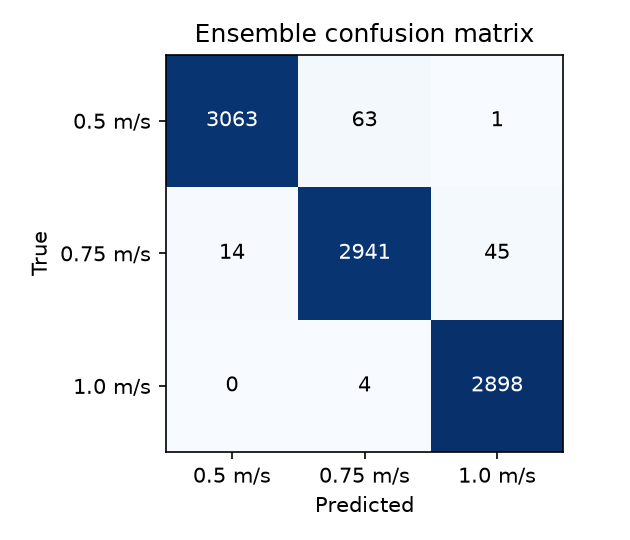 Ensemble confusion matrix
True
0.5 m/s 3063 63 1
0.75 m/s 14 2941 45
1.0 m/s 0 4 2898
0.5 m/s 0.75 m/s 1.0 m/s
Predicted